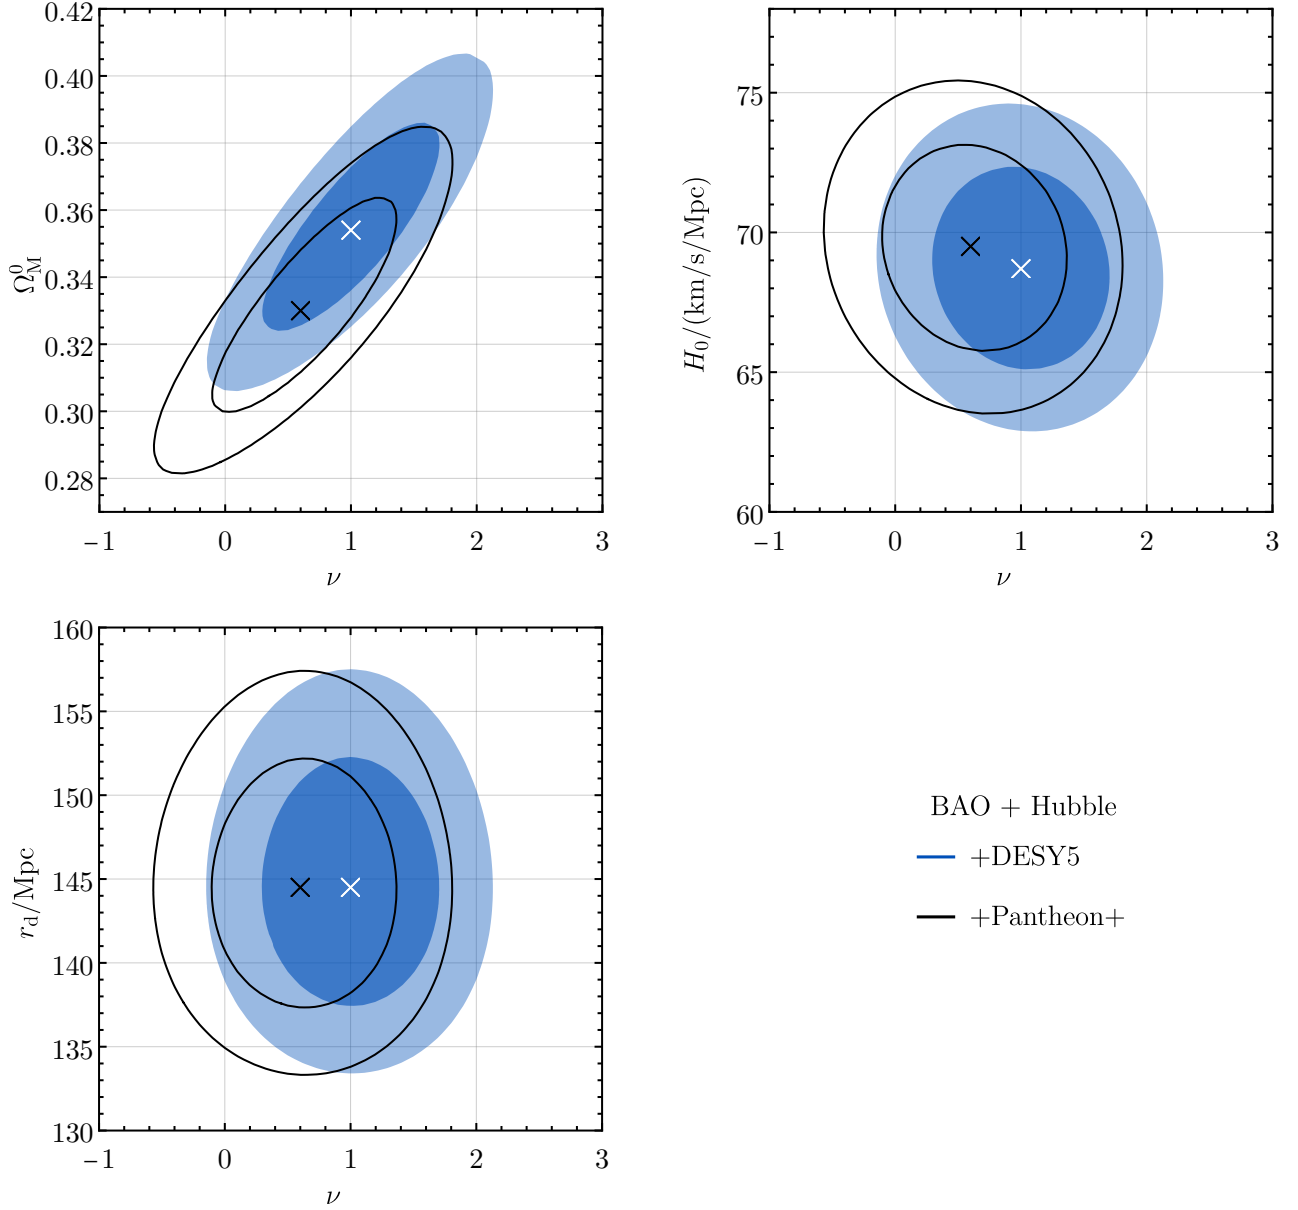 0.42
0.40
0.38
0.36
0.34
0.32
0.30
0.28
Ω⁰_M
−1 0 1 2 3
ν
75
70
65
60
H₀/(km/s/Mpc)
−1 0 1 2 3
ν
160
155
150
145
140
135
130
r_d/Mpc
−1 0 1 2 3
ν
BAO + Hubble
+DESY5
+Pantheon+